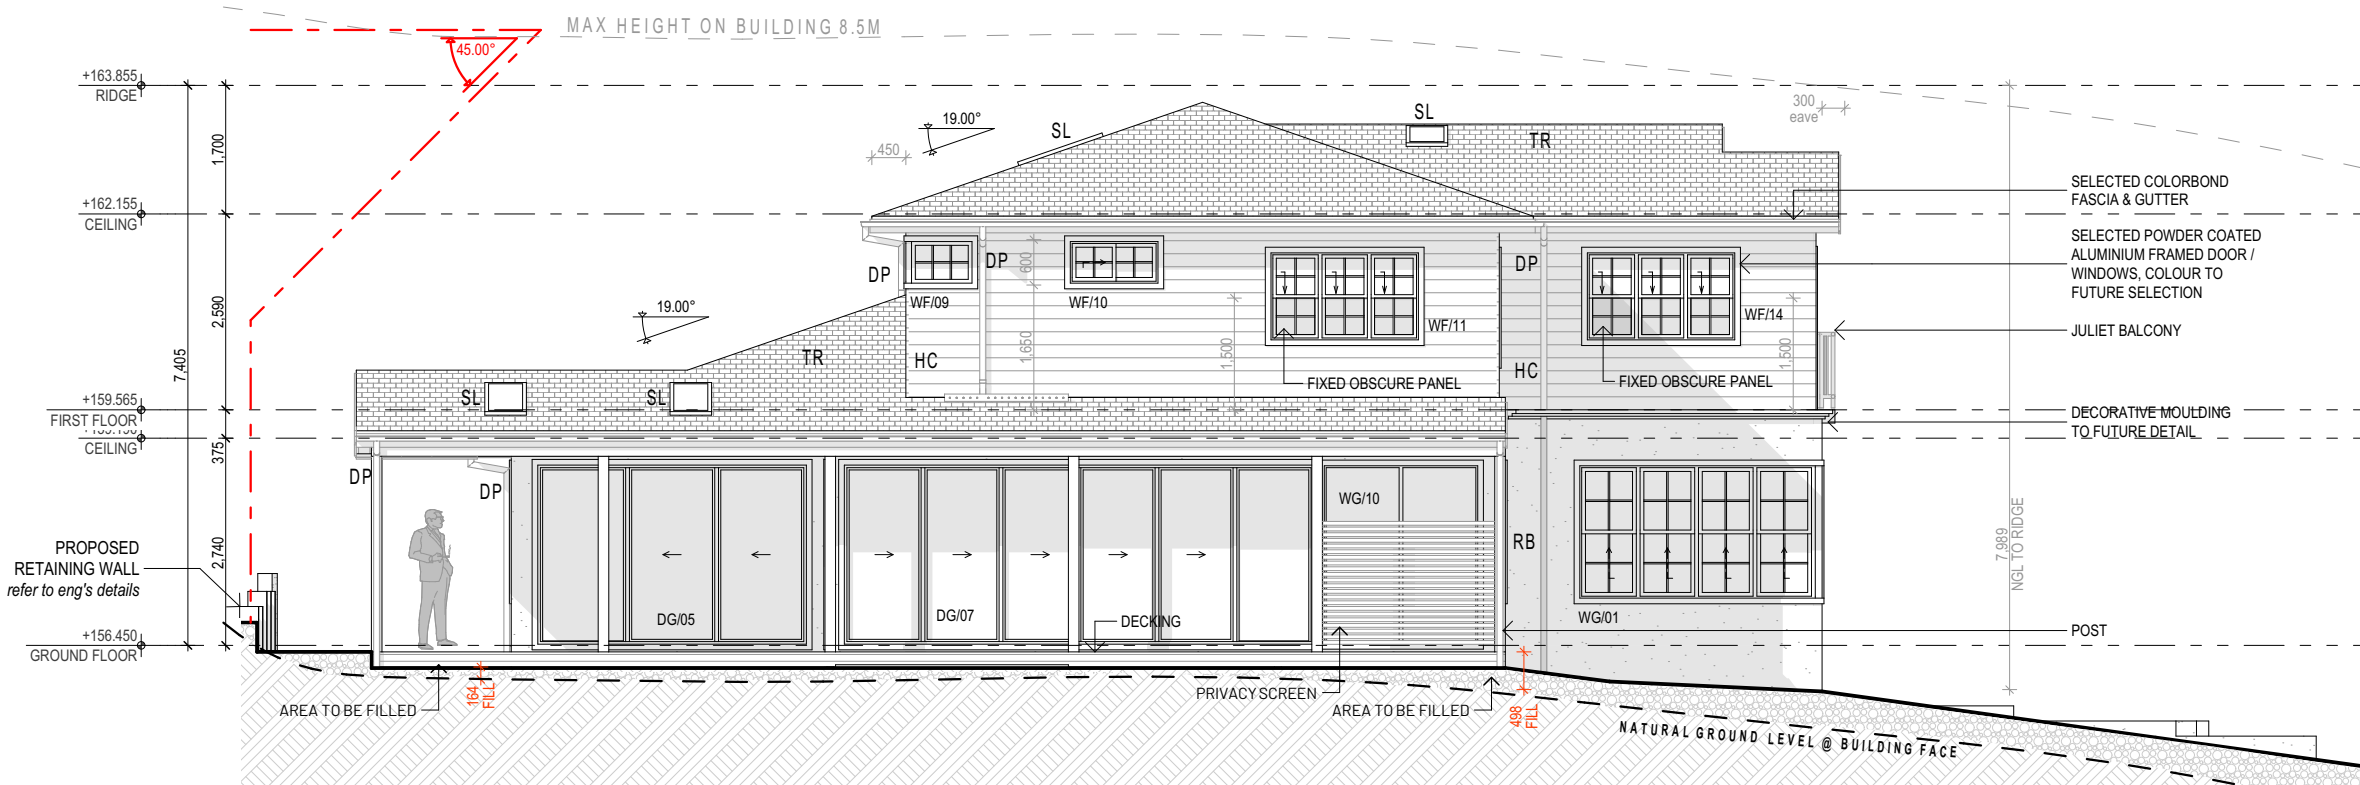 MAX HEIGHT ON BUILDING 8.5M
45.00°
+163.855
RIDGE
1,700
+162.155
CEILING
2,590
7,405
+159.565
FIRST FLOOR
CEILING
375
2,740
+156.450
GROUND FLOOR
PROPOSED
RETAINING WALL
refer to eng's details
19.00°
450
SL
SL
TR
300
eave
19.00°
TR
SL
SL
DP
DP
DP
WF/09
WF/10
WF/11
WF/14
600
1,650
1,500
1,500
HC
HC
FIXED OBSCURE PANEL
FIXED OBSCURE PANEL
SELECTED COLORBOND
FASCIA & GUTTER
SELECTED POWDER COATED
ALUMINIUM FRAMED DOOR /
WINDOWS, COLOUR TO
FUTURE SELECTION
JULIET BALCONY
DECORATIVE MOULDING
TO FUTURE DETAIL
DP
DP
WG/10
RB
DG/05
DG/07
DECKING
WG/01
POST
7,989
NGL TO RIDGE
164
FILL
AREA TO BE FILLED
PRIVACY SCREEN
AREA TO BE FILLED
498
FILL
NATURAL GROUND LEVEL @ BUILDING FACE